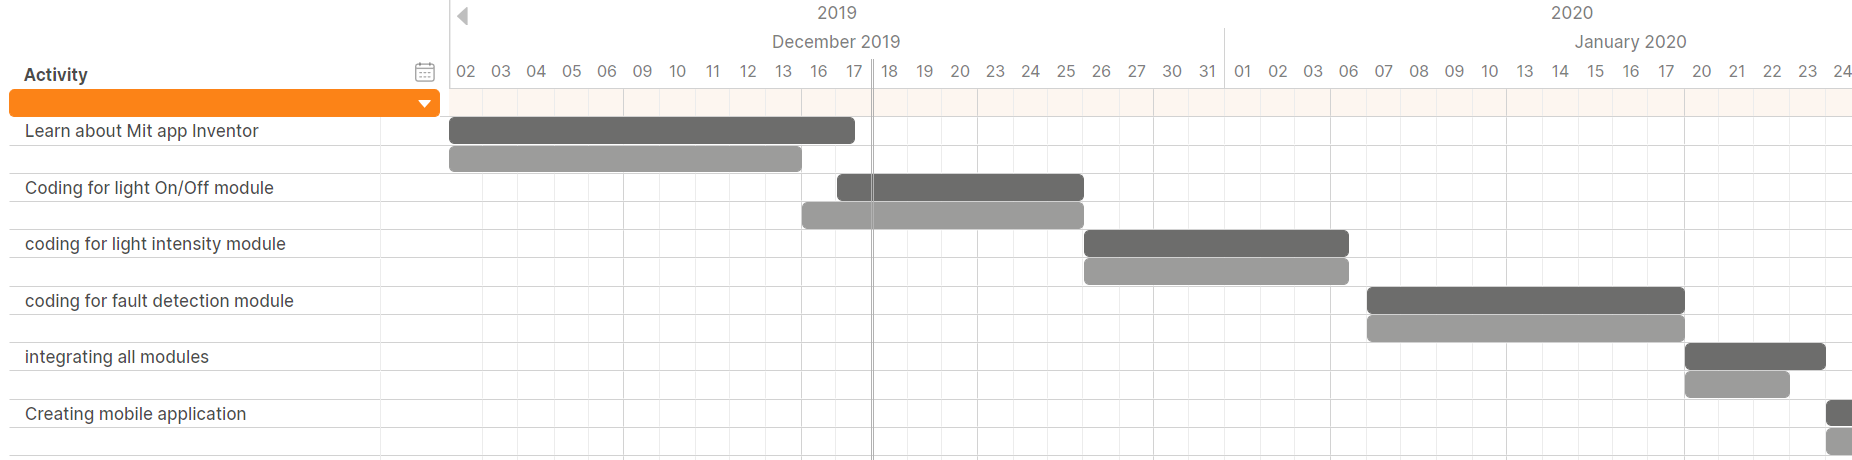 2019 2020
December 2019 January 2020
Activity 02 03 04 05 06 09 10 11 12 13 16 17 18 19 20 23 24 25 26 27 30 31 01 02 03 06 07 08 09 10 13 14 15 16 17 20 21 22 23 24
Learn about Mit app Inventor
Coding for light On/Off module
coding for light intensity module
coding for fault detection module
integrating all modules
Creating mobile application